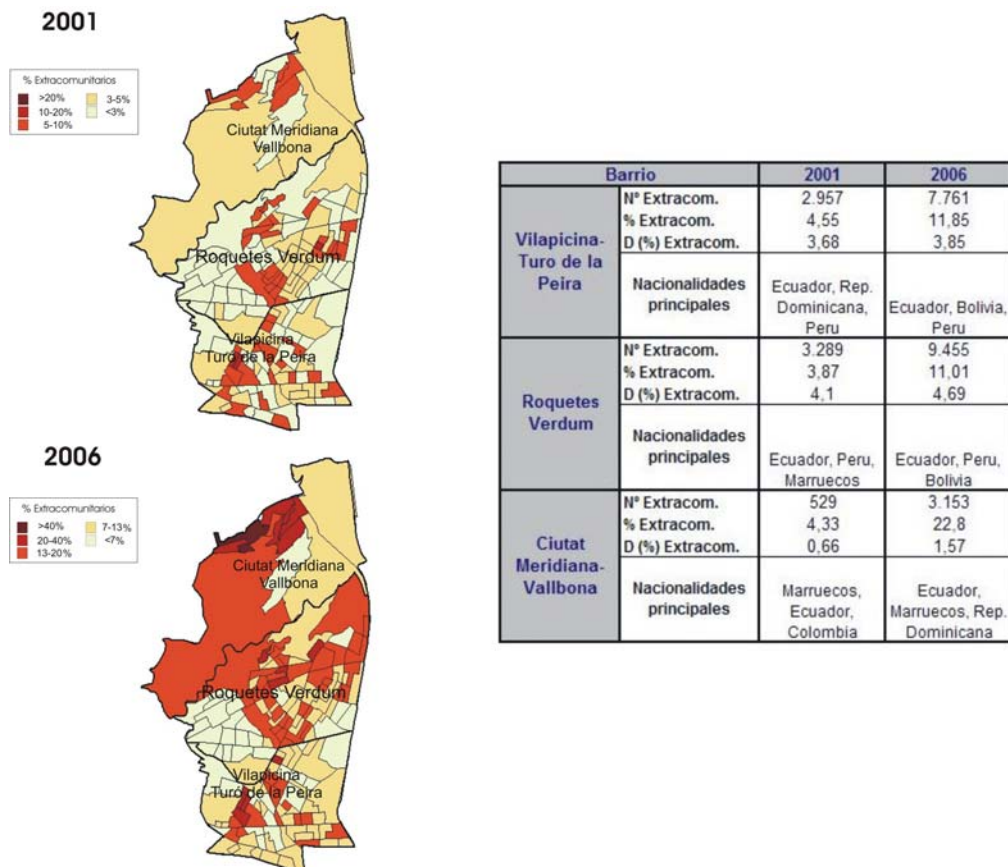 2001
% Extracomunitarios
>20%
10-20%
5-10%
3-5%
<3%
Ciutat Meridiana
Vallbona
Roquetes Verdum
Vilapicina
Turó de la Peira
2006
% Extracomunitarios
>40%
20-40%
13-20%
7-13%
<7%
Ciutat Meridiana
Vallbona
Roquetes Verdum
Vilapicina
Turó de la Peira
Barrio 2001 2006
Vilapicina-
Turo de la
Peira
Nº Extracom. 2.957 7.761
% Extracom. 4,55 11,85
D (%) Extracom. 3,68 3,85
Nacionalidades
principales
Ecuador, Rep.
Dominicana,
Peru
Ecuador, Bolivia,
Peru
Roquetes
Verdum
Nº Extracom. 3.289 9.455
% Extracom. 3,87 11,01
D (%) Extracom. 4,1 4,69
Nacionalidades
principales
Ecuador, Peru,
Marruecos
Ecuador, Peru,
Bolivia
Ciutat
Meridiana-
Vallbona
Nº Extracom. 529 3.153
% Extracom. 4,33 22,8
D (%) Extracom. 0,66 1,57
Nacionalidades
principales
Marruecos,
Ecuador,
Colombia
Ecuador,
Marruecos, Rep.
Dominicana